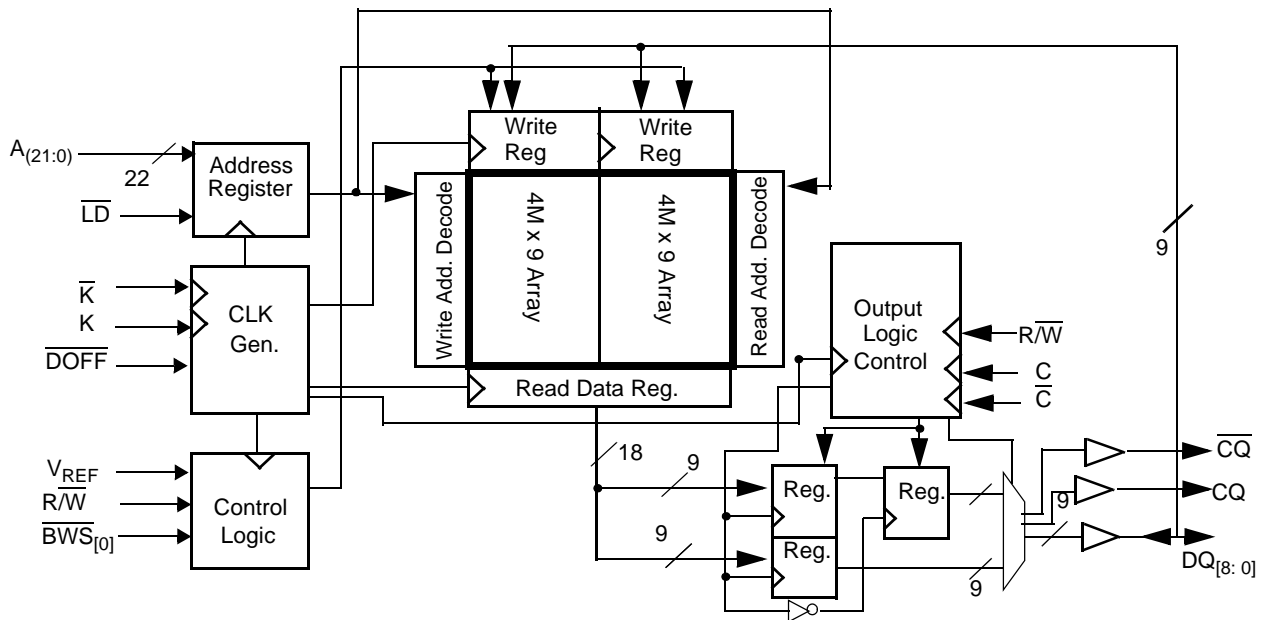 A(21:0)
22
LD
Address
Register
K
K
DOFF
CLK
Gen.
VREF
R/W
BWS[0]
Control
Logic
Write
Reg
Write
Reg
Write Add. Decode
4M x 9 Array
4M x 9 Array
Read Add. Decode
Read Data Reg.
18
9
9
Output
Logic
Control
R/W
C
C
Reg.
Reg.
Reg.
9
9
9
CQ
CQ
DQ[8: 0]